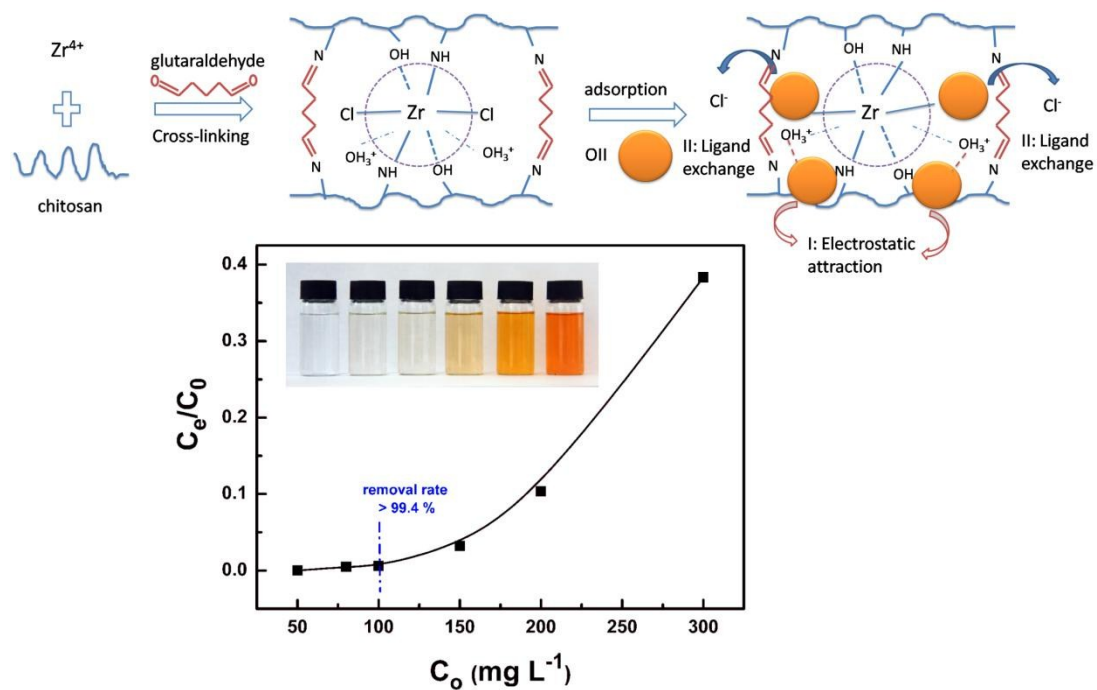 Zr⁴⁺
chitosan
glutaraldehyde
O O
Cross-linking
N OH NH N
Cl Zr Cl
OH₃⁺ OH₃⁺
N NH OH N
adsorption
OII
II: Ligand
exchange
N OH NH N
Cl⁻ Zr Cl⁻
OH₃⁺ OH₃⁺
II: Ligand
exchange
N NH OH N
I: Electrostatic
attraction
0.4
0.3
0.2
0.1
0.0
Cₑ/C₀
removal rate
> 99.4 %
50 100 150 200 250 300
Cₒ (mg L⁻¹)